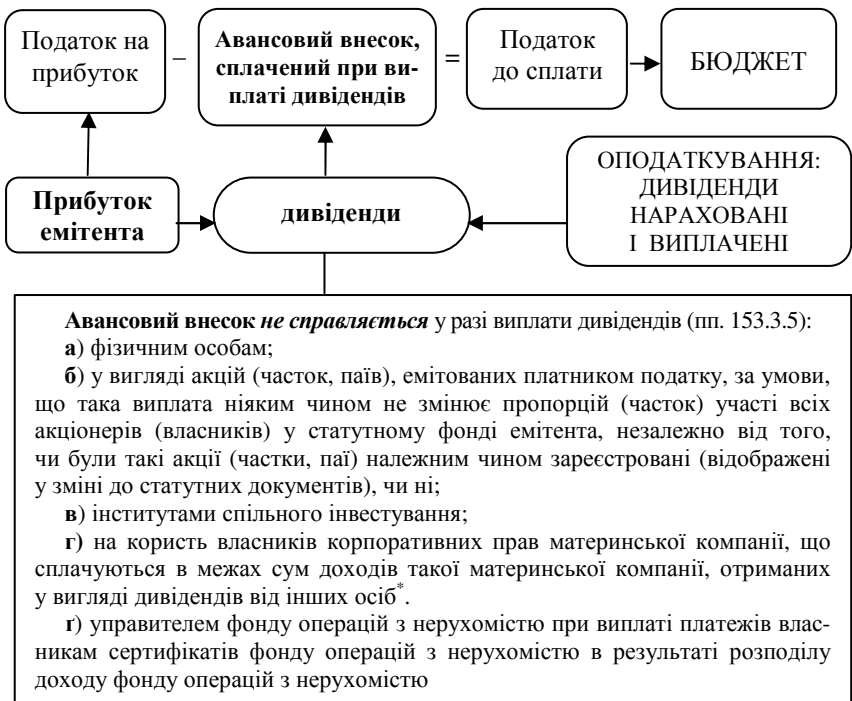 Податок на
прибуток
–
Авансовий внесок,
сплачений при ви-
платі дивідендів
=
Податок
до сплати
БЮДЖЕТ
Прибуток
емітента
дивіденди
ОПОДАТКУВАННЯ:
ДИВІДЕНДИ
НАРАХОВАНІ
І ВИПЛАЧЕНІ
Авансовий внесок не справляється у разі виплати дивідендів (пп. 153.3.5):
а) фізичним особам;
б) у вигляді акцій (часток, паїв), емітованих платником податку, за умови,
що така виплата ніяким чином не змінює пропорцій (часток) участі всіх
акціонерів (власників) у статутному фонді емітента, незалежно від того,
чи були такі акції (частки, паї) належним чином зареєстровані (відображені
у зміні до статутних документів), чи ні;
в) інститутами спільного інвестування;
г) на користь власників корпоративних прав материнської компанії, що
сплачуються в межах сум доходів такої материнської компанії, отриманих
у вигляді дивідендів від інших осіб*.
ґ) управителем фонду операцій з нерухомістю при виплаті платежів влас-
никам сертифікатів фонду операцій з нерухомістю в результаті розподілу
доходу фонду операцій з нерухомістю